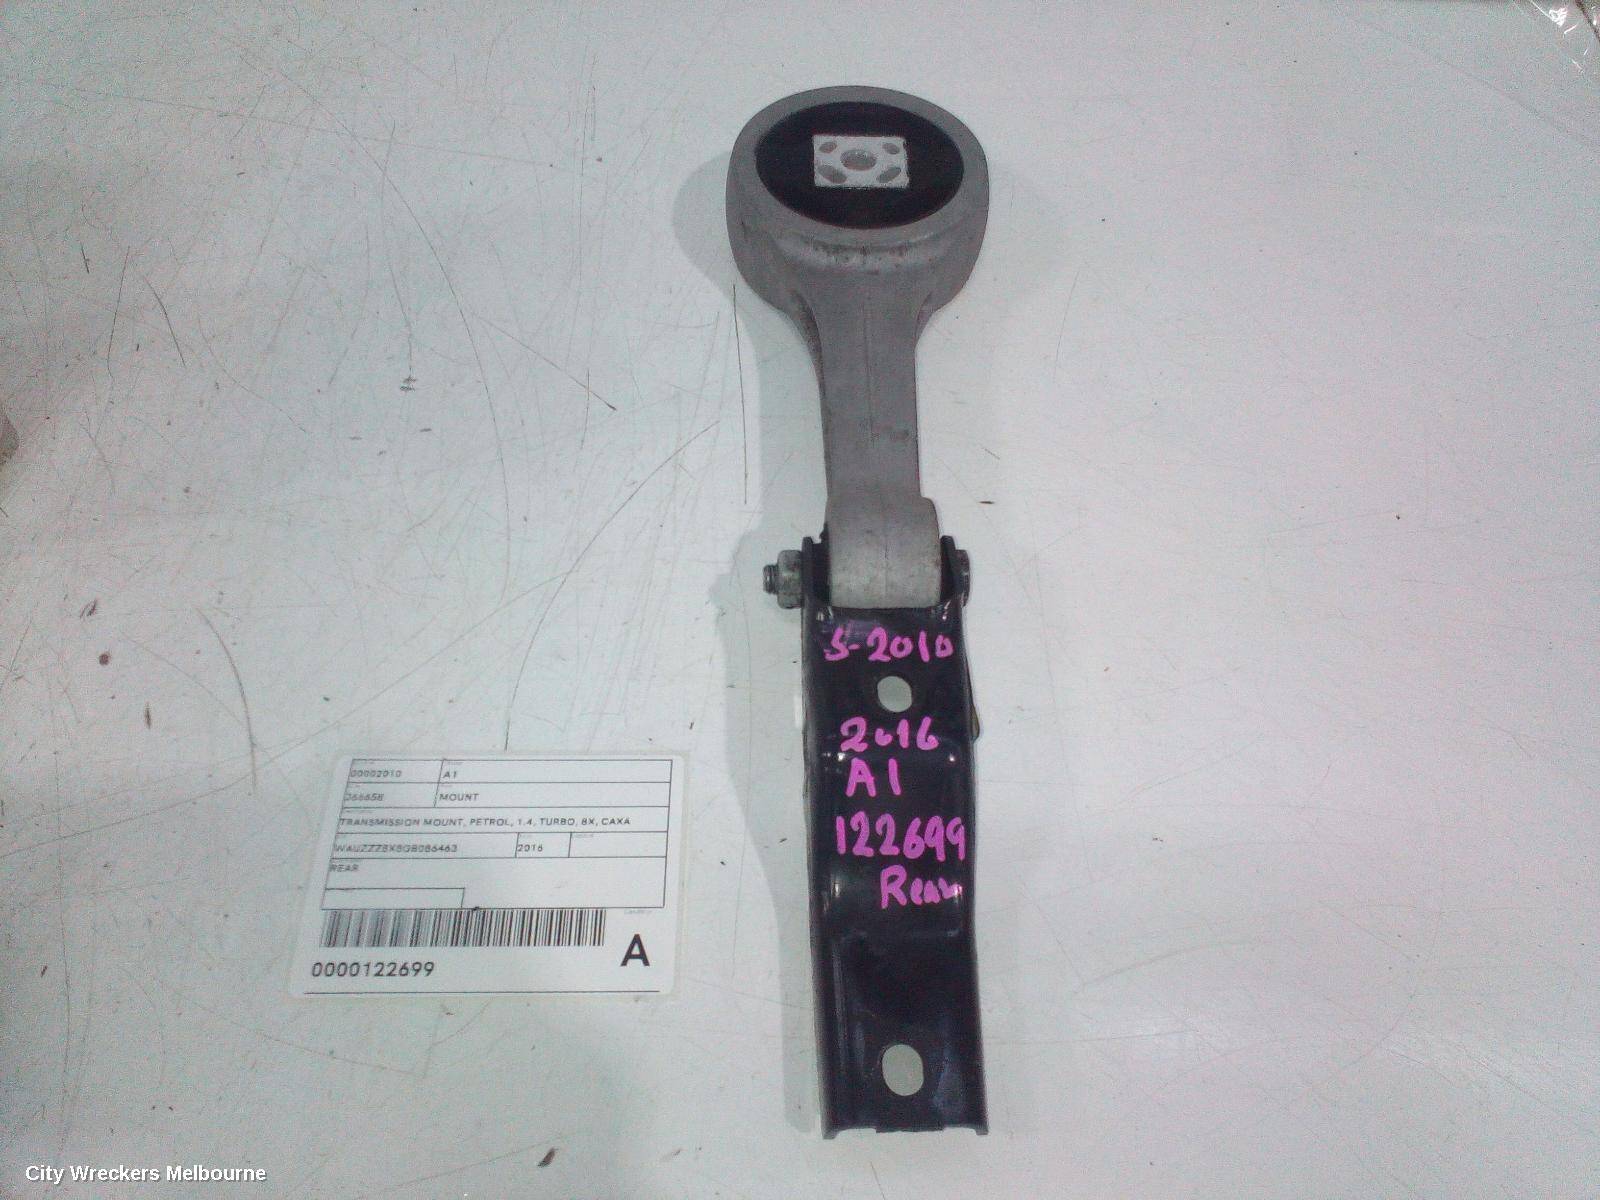 S-2010
2016
A1
122699
Rear
00002010 A1
MOUNT
TRANSMISSION MOUNT, PETROL, 1.4, TURBO, 8X, CAXA
2016
REAR
A
0000122699
City Wreckers Melbourne